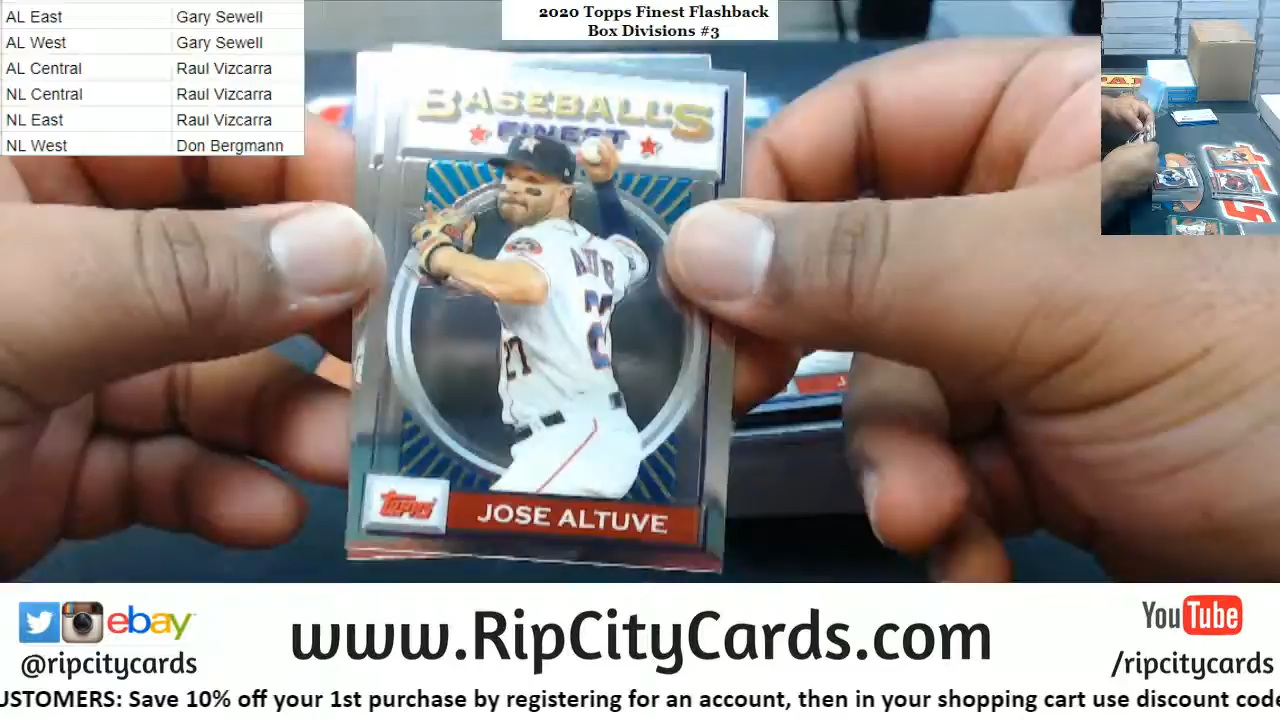 AL East Gary Sewell
AL West Gary Sewell
AL Central Raul Vizcarra
NL Central Raul Vizcarra
NL East Raul Vizcarra
NL West Don Bergmann
2020 Topps Finest Flashback
Box Divisions #3
BASEBALL'S
FINEST
27
TOPPS
JOSE ALTUVE
ebay
@ripcitycards
www.RipCityCards.com
YouTube
/ripcitycards
USTOMERS: Save 10% off your 1st purchase by registering for an account, then in your shopping cart use discount code